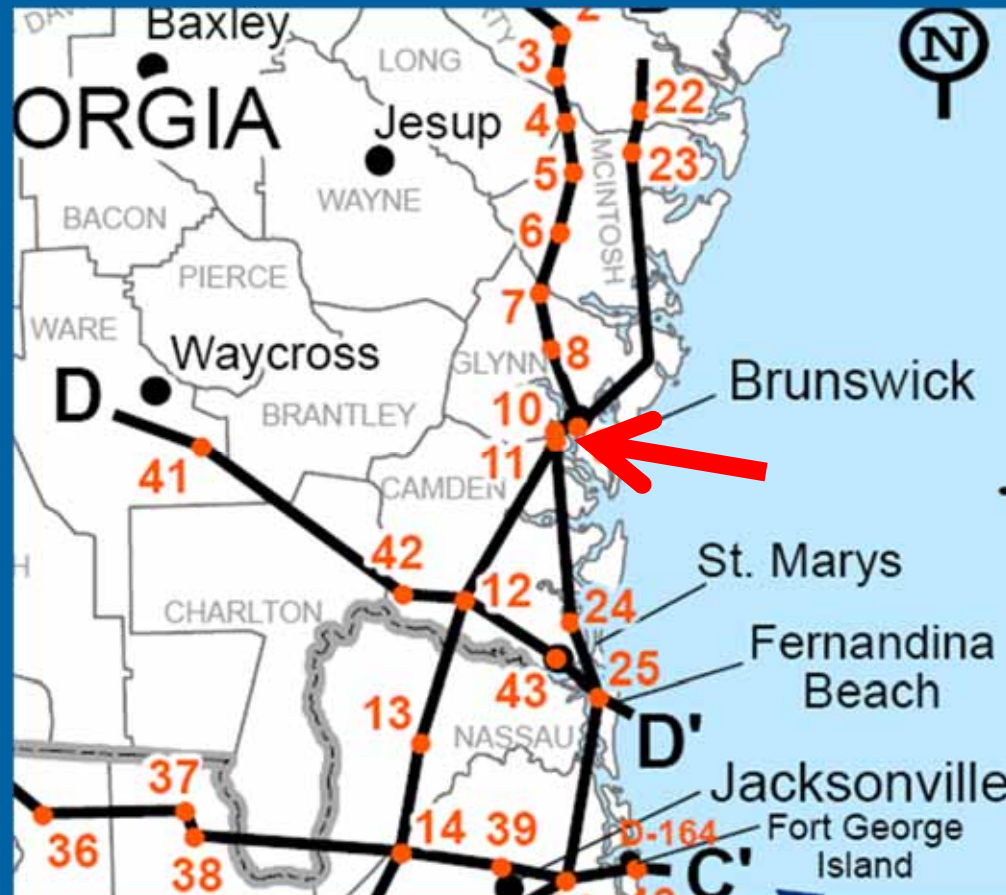 Baxley
LONG
3
N
22
ORGIA
4
Jesup
MCINTOSH
5
23
WAYNE
BACON
6
PIERCE
7
WARE
Waycross
GLYNN
8
D
BRANTLEY
10
Brunswick
11
41
CAMDEN
42
12
St. Marys
CHARLTON
24
Fernandina
Beach
25
43
13
NASSAU
D'
37
Jacksonville
14
39
D-164
Fort George
Island
36
38
C'